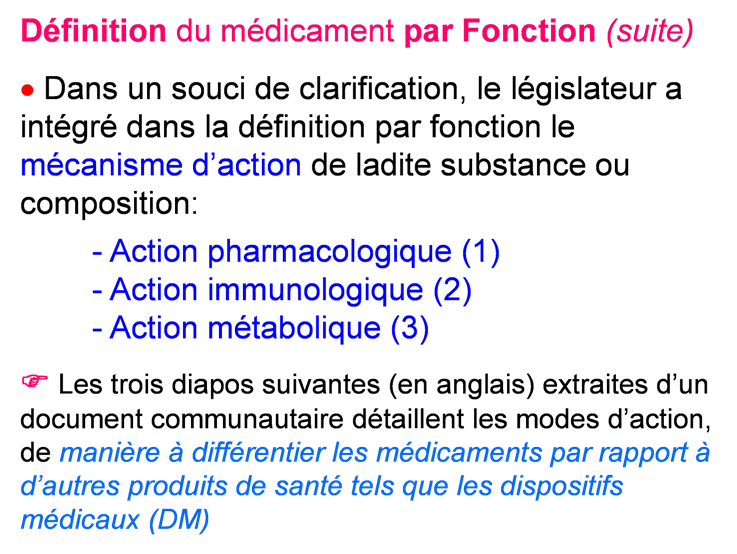 Définition du médicament par Fonction (suite)
• Dans un souci de clarification, le législateur a
intégré dans la définition par fonction le
mécanisme d’action de ladite substance ou
composition:
- Action pharmacologique (1)
- Action immunologique (2)
- Action métabolique (3)
☞ Les trois diapos suivantes (en anglais) extraites d’un
document communautaire détaillent les modes d’action,
de manière à différentier les médicaments par rapport à
d’autres produits de santé tels que les dispositifs
médicaux (DM)